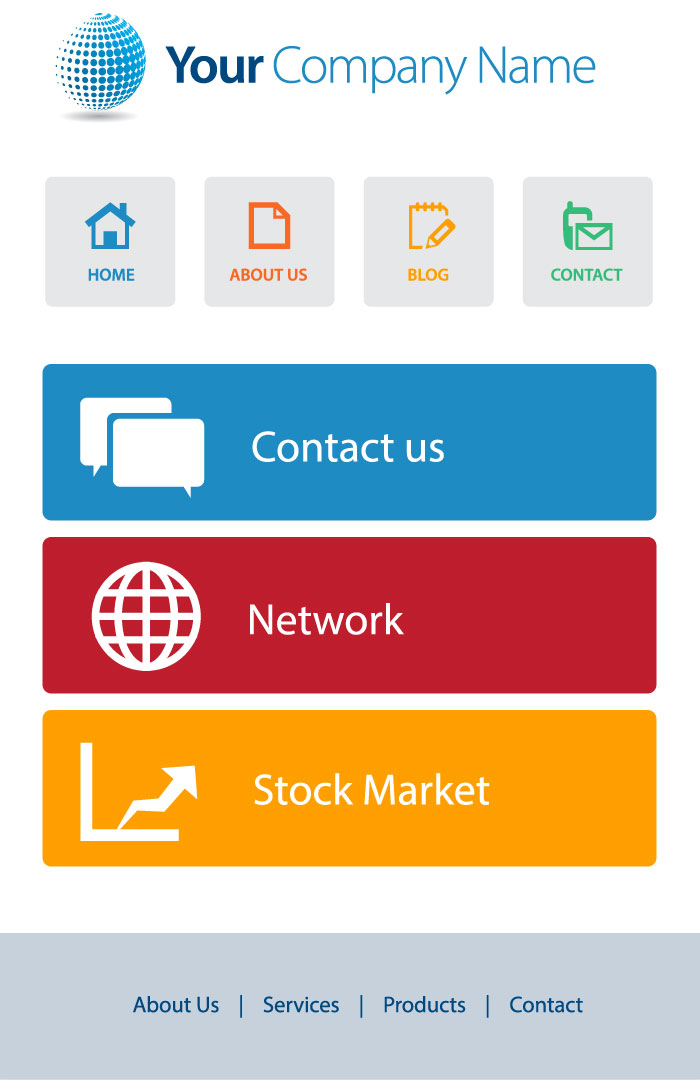 Your Company Name
HOME ABOUT US BLOG CONTACT
Contact us
Network
Stock Market
About Us | Services | Products | Contact